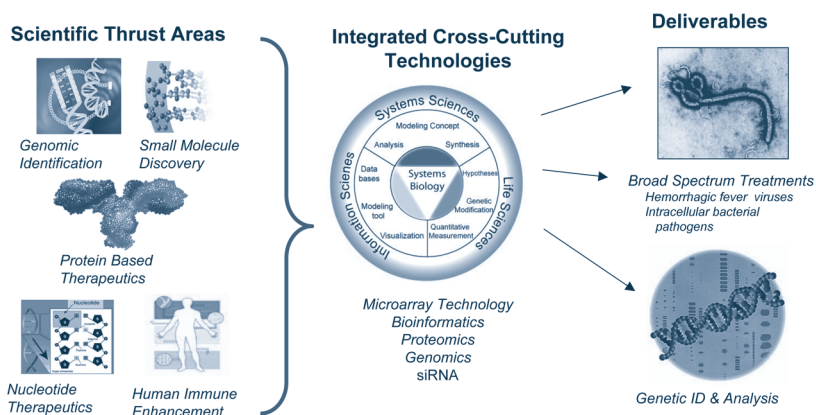 Scientific Thrust Areas
Genomic
Identification
Small Molecule
Discovery
Protein Based
Therapeutics
Nucleotide
Nucleotide
Therapeutics
Human Immune
Enhancement
Integrated Cross-Cutting
Technologies
Systems Sciences
Modeling Concept
Analysis
Synthesis
Data
bases
Systems
Biology
Hypotheses
Modeling
tool
Genetic
Modification
Visualization
Quantitative
Measurement
Information Scienes
Life Sciences
Microarray Technology
Bioinformatics
Proteomics
Genomics
siRNA
Deliverables
Broad Spectrum Treatments
Hemorrhagic fever viruses
Intracellular bacterial
pathogens
Genetic ID & Analysis